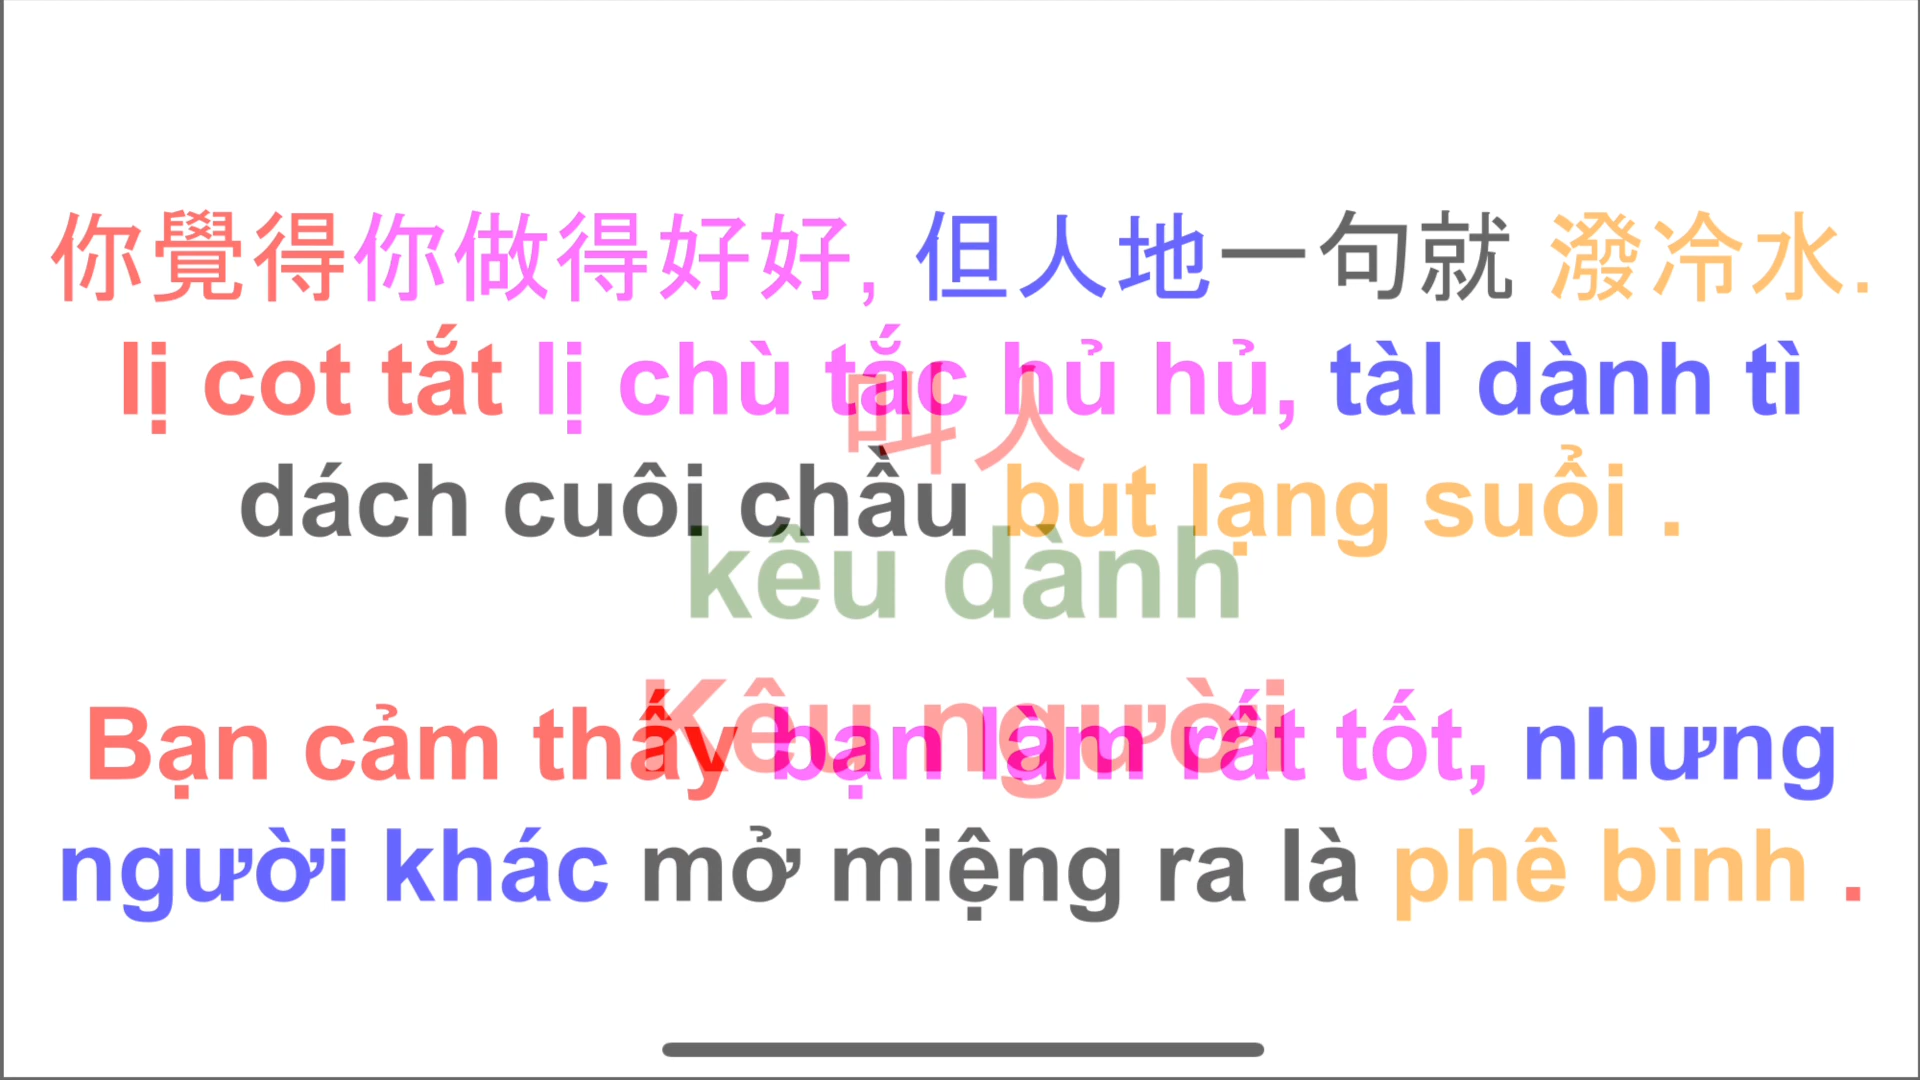 你覺得你做得好好, 但人地一句就 潑冷水.
lị cot tắt lị chù tắc hủ hủ, tàl dành tì
叫人
dách cuôi chầu but lạng suổi .
kêu dành
Kêu người
Bạn cảm thấy bạn làm rất tốt, nhưng
người khác mở miệng ra là phê bình .